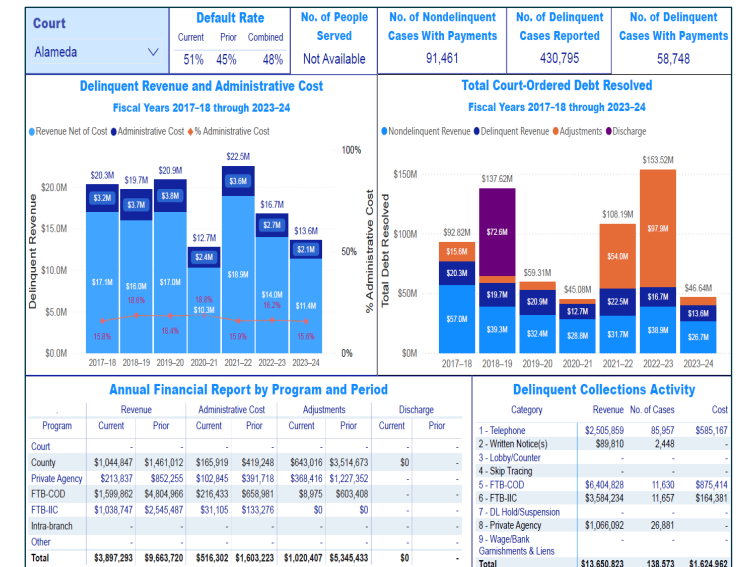 Court
Alameda
Default Rate
Current Prior Combined
51% 45% 48%
No. of People
Served
Not Available
No. of Nondelinquent
Cases With Payments
91,461
No. of Delinquent
Cases Reported
430,795
No. of Delinquent
Cases With Payments
58,748
Delinquent Revenue and Administrative Cost
Fiscal Years 2017-18 through 2023-24
Revenue Net of Cost Administrative Cost % Administrative Cost
Delinquent Revenue
$20.0M
$15.0M
$10.0M
$5.0M
$0.0M
100%
50%
0%
% Administrative Cost
$20.3M $19.7M $20.9M $12.7M $22.5M $16.7M $13.6M
$3.2M $3.7M $3.8M $2.4M $3.6M $2.7M $2.1M
$17.1M $16.0M $17.0M $10.3M $18.9M $14.0M $11.4M
15.8% 18.6% 18.4% 18.8% 15.9% 16.2% 15.6%
2017-18 2018-19 2019-20 2020-21 2021-22 2022-23 2023-24
Total Court-Ordered Debt Resolved
Fiscal Years 2017-18 through 2023-24
Nondelinquent Revenue Delinquent Revenue Adjustments Discharge
Total Debt Resolved
$150M
$100M
$50M
$0M
$92.82M $137.62M $59.31M $45.08M $108.19M $153.52M $46.64M
$15.6M $72.6M $54.0M $97.9M
$20.3M $19.7M $20.9M $12.7M $22.5M $16.7M $13.6M
$57.0M $39.3M $32.4M $28.8M $31.7M $38.9M $26.7M
2017-18 2018-19 2019-20 2020-21 2021-22 2022-23 2023-24
Annual Financial Report by Program and Period
. Revenue Administrative Cost Adjustments Discharge
Program Current Prior Current Prior Current Prior Current Prior
Court - - - - - - - -
County $1,044,847 $1,461,012 $165,919 $419,248 $643,016 $3,514,673 $0 -
Private Agency $213,837 $852,255 $102,845 $391,718 $368,416 $1,227,352 -
FTB-COD $1,599,862 $4,804,966 $216,433 $658,981 $8,975 $603,408 -
FTB-IIC $1,038,747 $2,545,487 $31,105 $133,276 $0 $0 -
Intra-branch - - - - - - - -
Other - - - - - - - -
Total $3,897,293 $9,663,720 $516,302 $1,603,223 $1,020,407 $5,345,433 $0 -
Delinquent Collections Activity
Category Revenue No. of Cases Cost
1 - Telephone $2,505,859 85,957 $585,167
2 - Written Notice(s) $89,810 2,448 -
3 - Lobby/Counter - - -
4 - Skip Tracing - - -
5 - FTB-COD $6,404,828 11,630 $875,414
6 - FTB-IIC $3,584,234 11,657 $164,381
7 - DL Hold/Suspension - - -
8 - Private Agency $1,066,092 26,881 -
9 - Wage/Bank - - -
Garnishments & Liens
Total $13,650,823 138,573 $1,624,962